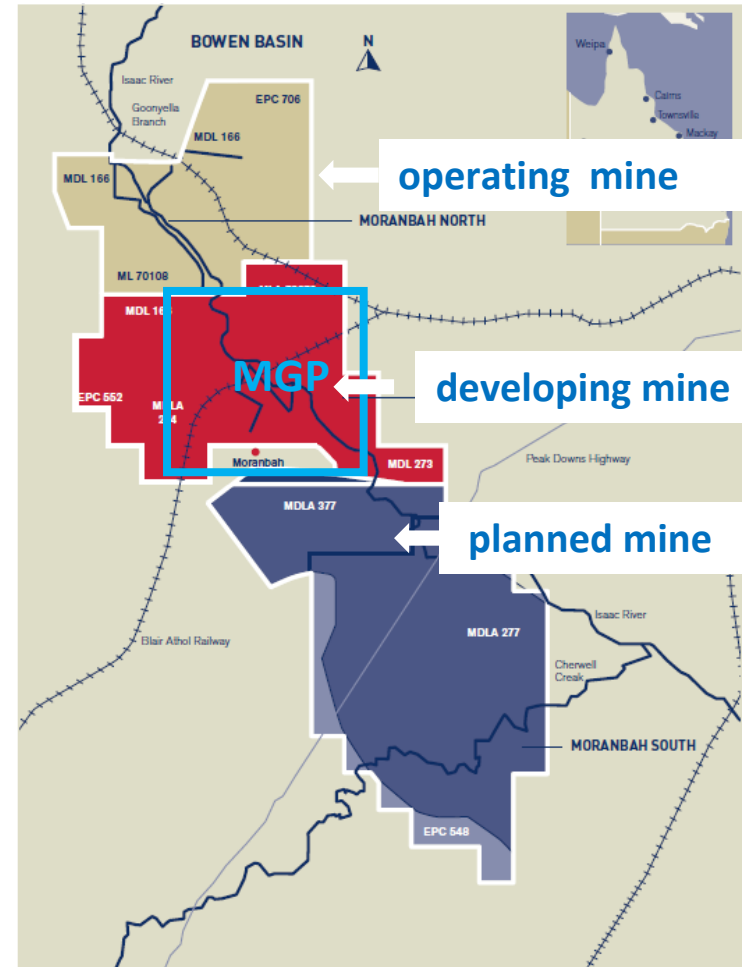 BOWEN BASIN
N
Weipa
Isaac River
Goonyella
Branch
EPC 706
Cairns
Townsville
Mackay
MDL 166
MDL 166
operating mine
MORANBAH NORTH
ML 70108
MDL 16
MGP
developing mine
EPC 552
Moranbah
MDL 273
Peak Downs Highway
MDLA 377
planned mine
Isaac River
MDLA 277
Blair Athol Railway
Cherwell
Creak
MORANBAH SOUTH
EPC 548